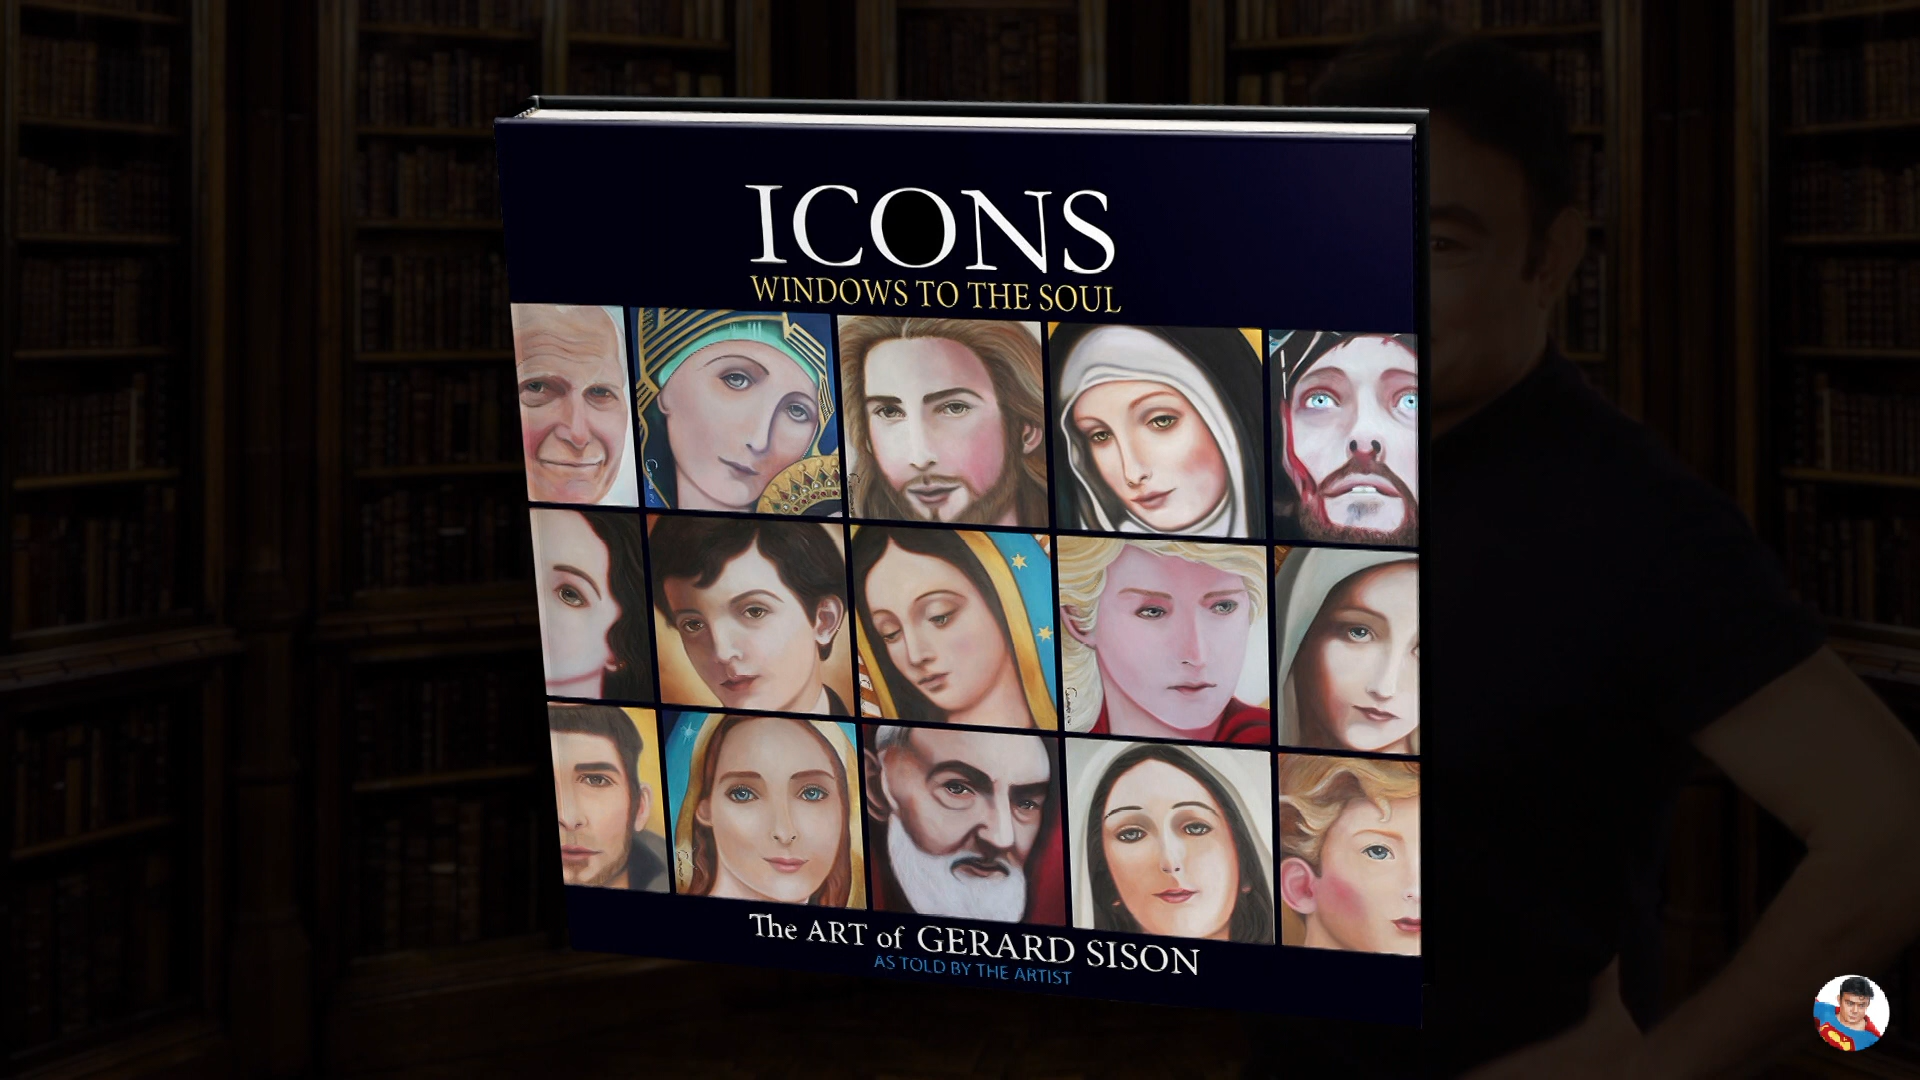 ICONS
WINDOWS TO THE SOUL
The ART of GERARD SISON
AS TOLD BY THE ARTIST